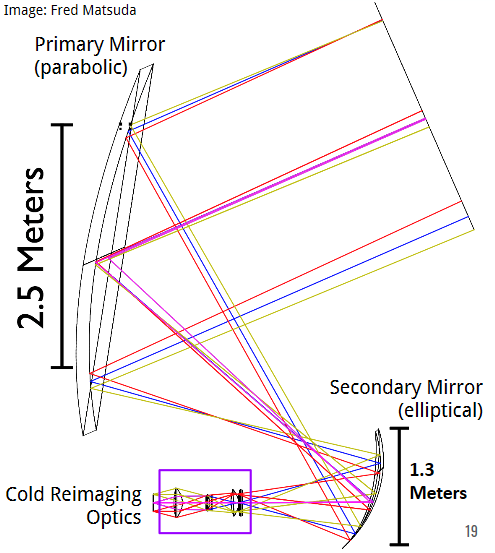 Image: Fred Matsuda
Primary Mirror
(parabolic)
2.5 Meters
Secondary Mirror
(elliptical)
1.3
Meters
Cold Reimaging
Optics
19